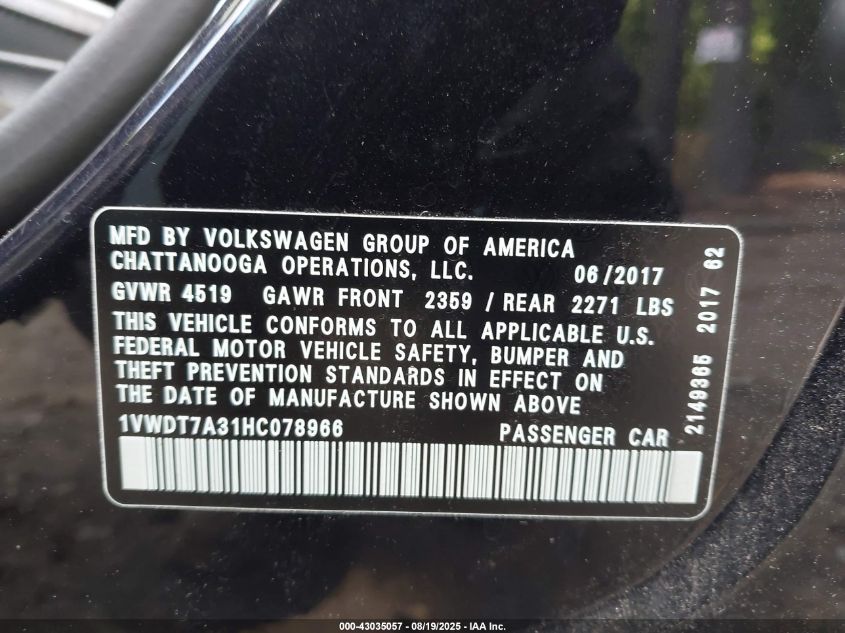 MFD BY VOLKSWAGEN GROUP OF AMERICA
CHATTANOOGA OPERATIONS, LLC. 06/2017
GVWR 4519 GAWR FRONT 2359 / REAR 2271 LBS
THIS VEHICLE CONFORMS TO ALL APPLICABLE U.S.
FEDERAL MOTOR VEHICLE SAFETY, BUMPER AND
THEFT PREVENTION STANDARDS IN EFFECT ON
THE DATE OF MANUFACTURE SHOWN ABOVE
1VWDT7A31HC078966 PASSENGER CAR
2149365 2017 62
000-43035057 - 08/19/2025 - IAA Inc.